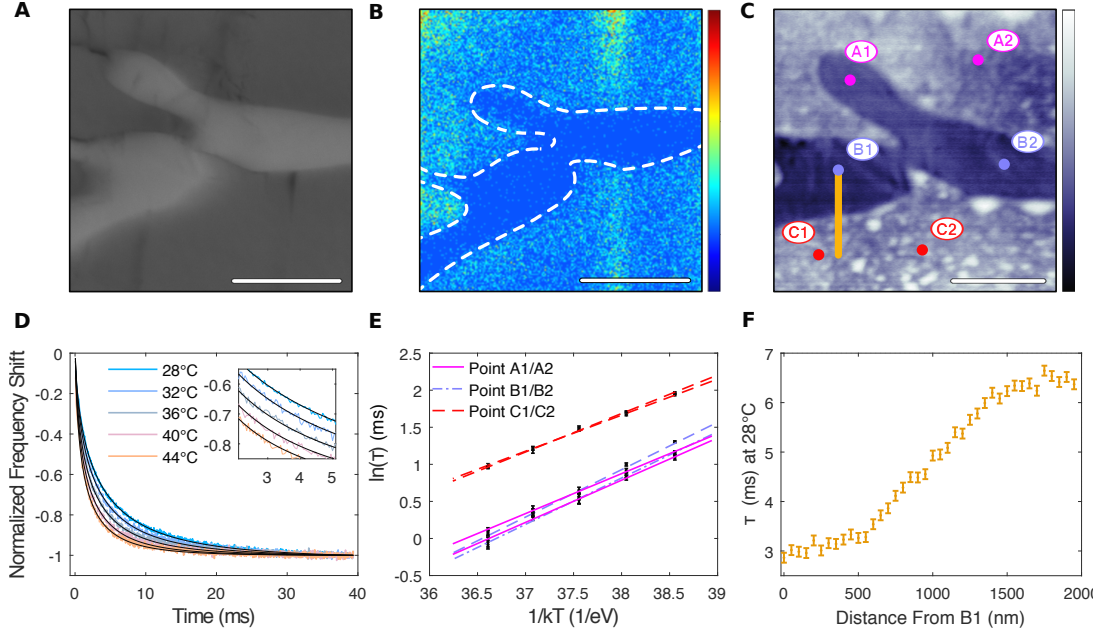 A
B
C
A1
A2
B1
B2
C1
C2
D
E
F
Normalized Frequency Shift
0
-0.2
-0.4
-0.6
-0.8
-1
28°C
32°C
36°C
40°C
44°C
-0.6
-0.7
-0.8
3
4
5
0
10
20
30
40
Time (ms)
ln(τ) (ms)
2.5
2
1.5
1
0.5
0
-0.5
Point A1/A2
Point B1/B2
Point C1/C2
36
36.5
37
37.5
38
38.5
39
1/kT (1/eV)
τ (ms) at 28°C
7
6
5
4
3
0
500
1000
1500
2000
Distance From B1 (nm)